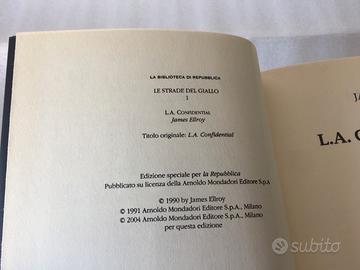 LA BIBLIOTECA DI REPUBBLICA
LE STRADE DEL GIALLO
1
L.A. CONFIDENTIAL
James Ellroy
Titolo originale: L.A. Confidential
Edizione speciale per la Repubblica
Pubblicato su licenza della Arnoldo Mondadori Editore S.p.A
© 1990 by James Ellroy
© 1991 Arnoldo Mondadori Editore S.p.A., Milano
© 2004 Arnoldo Mondadori Editore S.p.A., Milano
per questa edizione
JA
L.A. C
subito